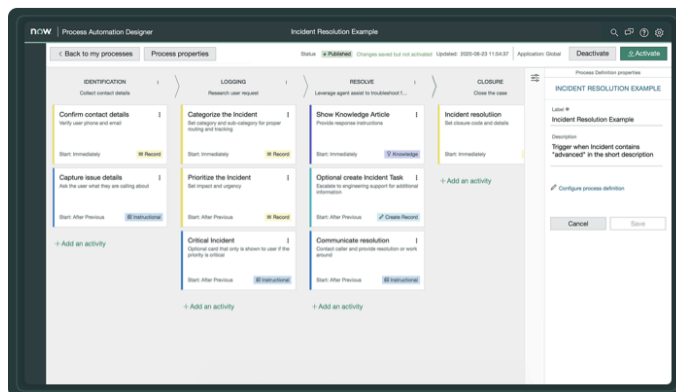 now Process Automation Designer
Incident Resolution Example
< Back to my processes
Process properties
Status
Published
Changes saved but not activated
Updated: 2020-06-23 11:54:37
Application: Global
Deactivate
Activate
IDENTIFICATION
Collect contact details
Confirm contact details
Verify user phone and email
Start: Immediately
Record
Capture issue details
Ask the user what they are calling about
Start: After Previous
Instructional
+ Add an activity
LOGGING
Research user request
Categorize the Incident
Set category and sub-category for proper
routing and tracking
Start: Immediately
Record
Prioritize the Incident
Set impact and urgency
Start: After Previous
Record
Critical Incident
Optional card that only is shown to user if the
priority is critical
Start: After Previous
Instructional
+ Add an activity
RESOLVE
Leverage agent assist to troubleshoot t...
Show Knowledge Article
Provide response instructions
Start: Immediately
Knowledge
Optional create Incident Task
Escalate to engineering support for additional
information
Start: After Previous
Create Record
Communicate resolution
Contact caller and provide resolution or work
around
Start: After Previous
Instructional
+ Add an activity
CLOSURE
Close the case
Incident resolution
Set closure code and details
Start: Immediately
+ Add an activity
Process Definition properties
INCIDENT RESOLUTION EXAMPLE
Label
Incident Resolution Example
Description
Trigger when Incident contains
"advanced" in the short description
Configure process definition
Cancel
Save